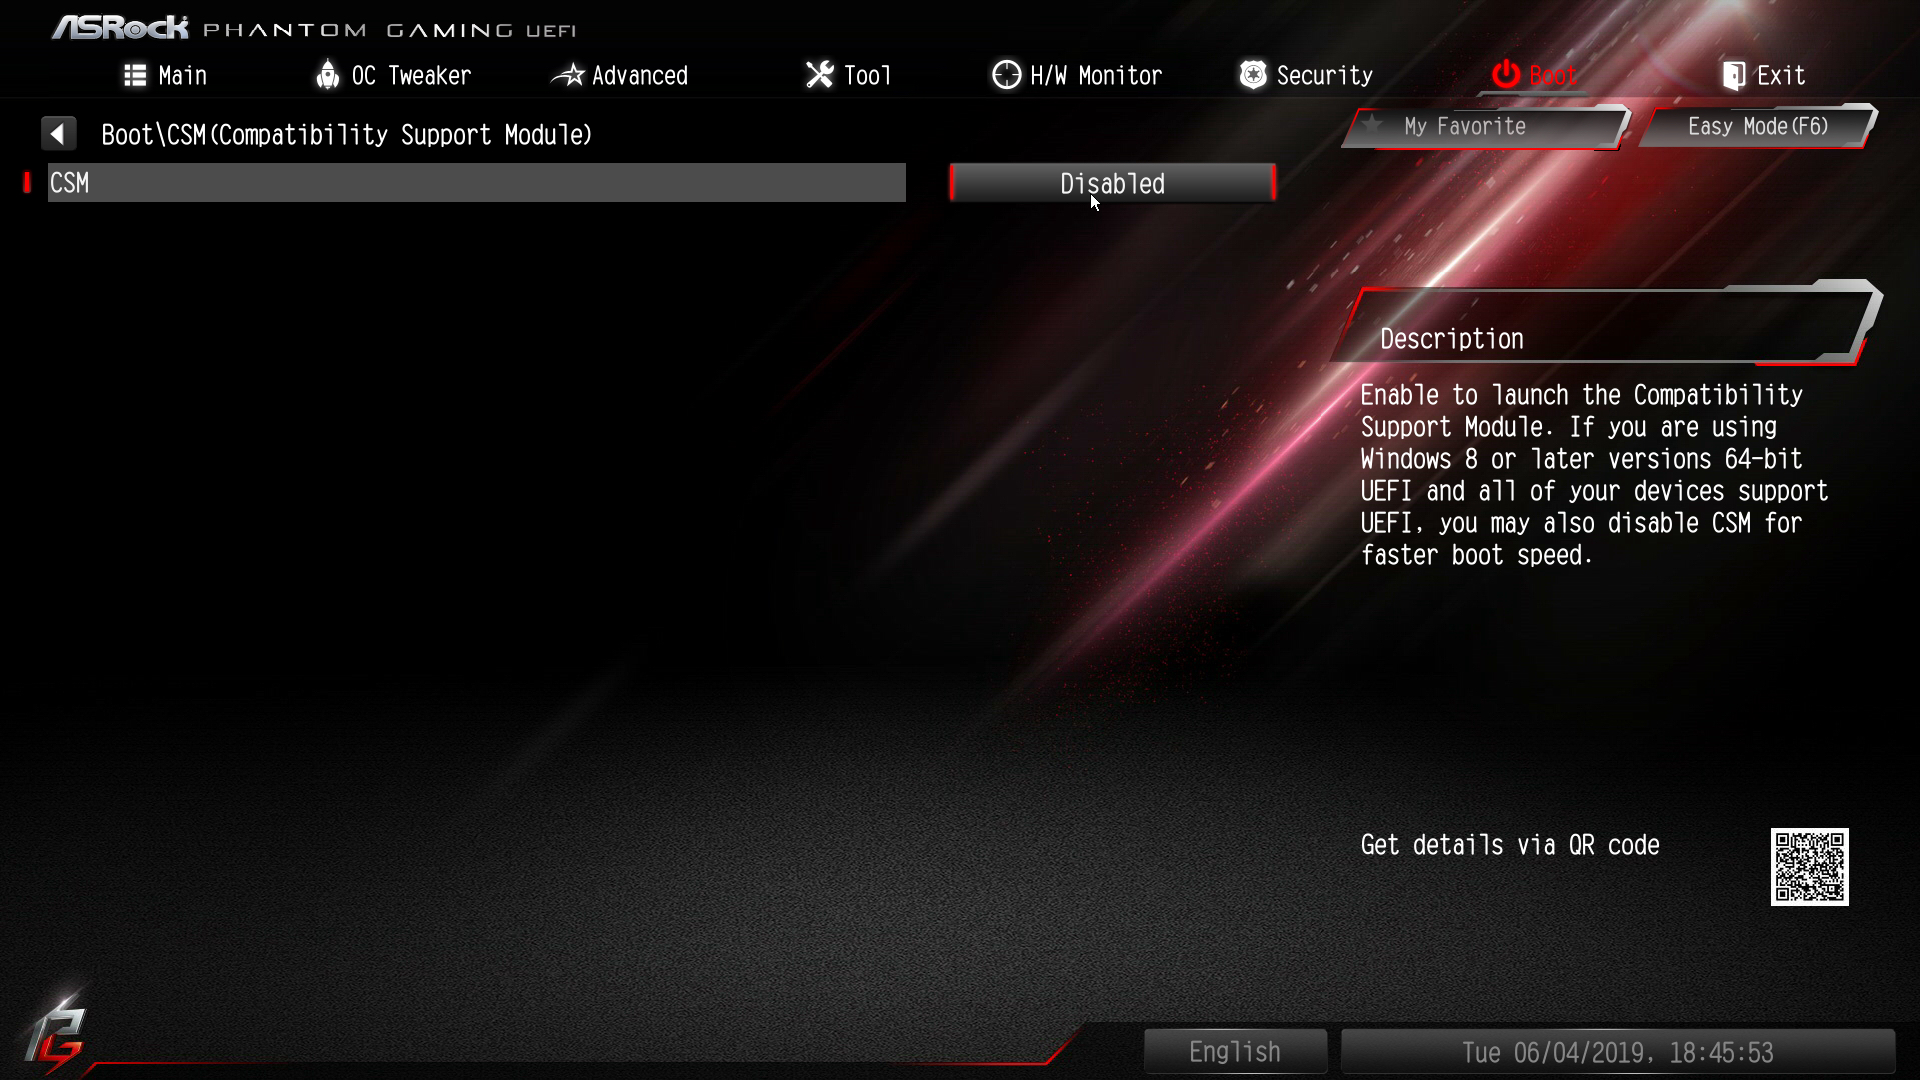 ASRock PHANTOM GAMING UEFI
Main OC Tweaker Advanced Tool H/W Monitor Security Boot Exit
My Favorite Easy Mode(F6)
Boot\CSM(Compatibility Support Module)
CSM Disabled
Description
Enable to launch the Compatibility
Support Module. If you are using
Windows 8 or later versions 64-bit
UEFI and all of your devices support
UEFI, you may also disable CSM for
faster boot speed.
Get details via QR code
English Tue 06/04/2019, 18:45:53